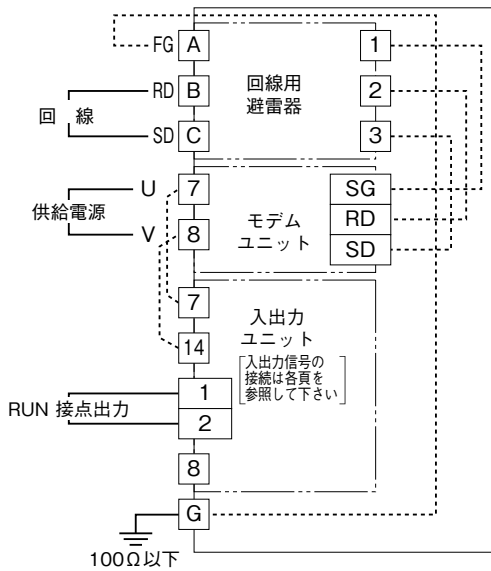 FG A 1
回線 RD B 回線用 2
避雷器
SD C 3
U 7 SG
供給電源 モデム RD
V 8 ユニット
SD
7 入出力
ユニット
14
入出力信号の
接続は各頁を
参照して下さい
1
RUN 接点出力
2
8
G
100Ω以下